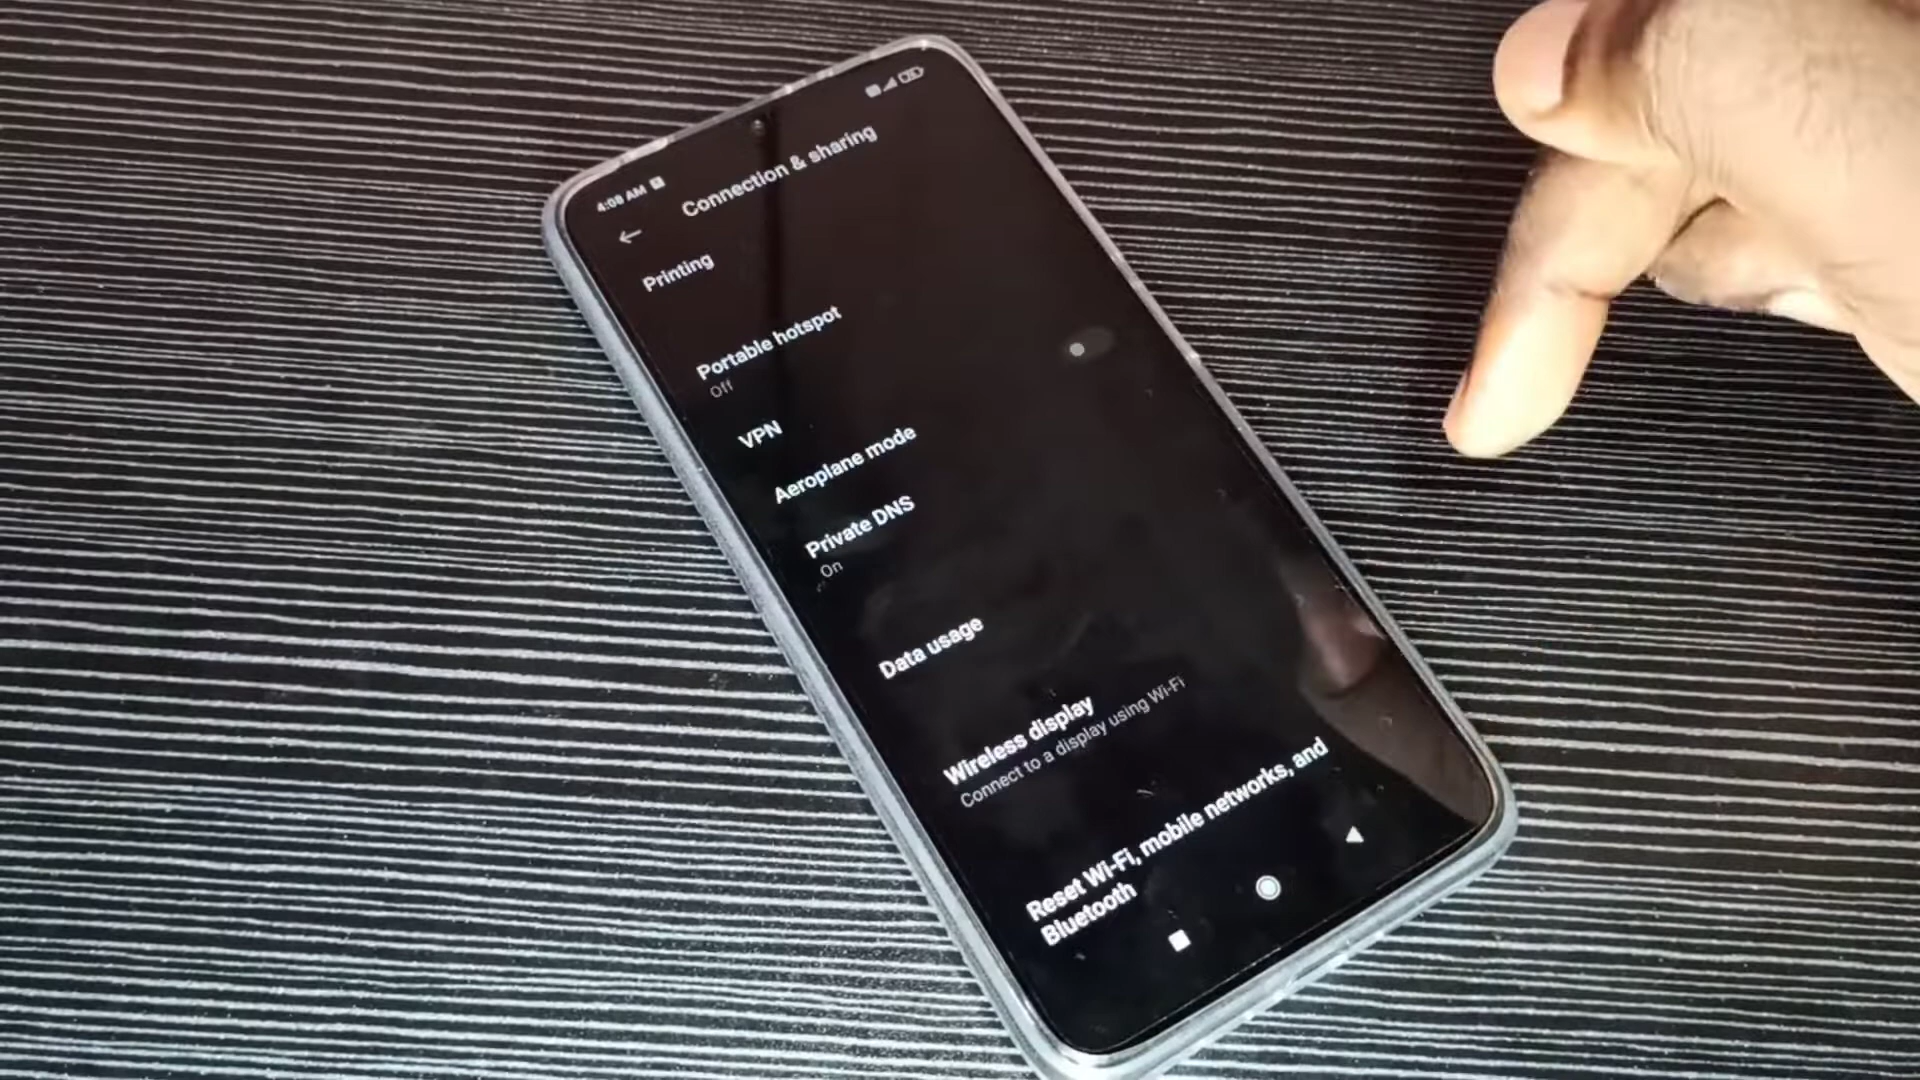 4:08 AM
Connection & sharing
Printing
Portable hotspot
Off
VPN
Aeroplane mode
Private DNS
On
Data usage
Wireless display
Connect to a display using Wi-Fi
Reset Wi-Fi, mobile networks, and
Bluetooth